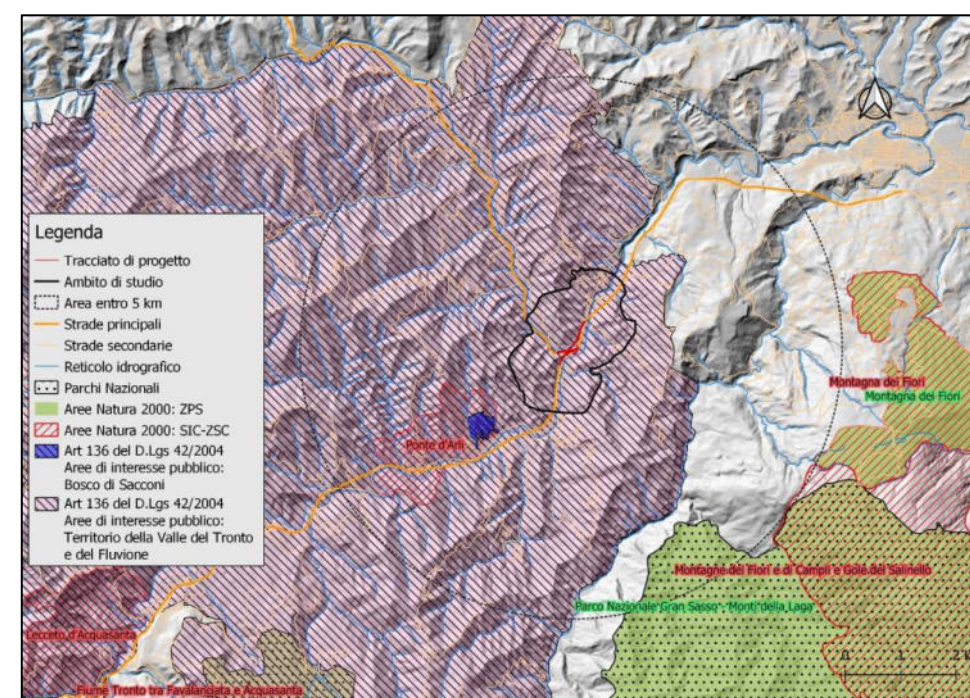 Legenda
Tracciato di progetto
Ambito di studio
Area entro 5 km
Strade principali
Strade secondarie
Reticolo idrografico
Parchi Nazionali
Aree Natura 2000: ZPS
Aree Natura 2000: SIC-ZSC
Art 136 del D.Lgs 42/2004
Aree di interesse pubblico:
Bosco di Sacconi
Art 136 del D.Lgs 42/2004
Aree di interesse pubblico:
Territorio della Valle del Tronto
e del Fluvione
Montagna dei Fiori
Montagna dei Fiori
Ponte d'Arli
Montagne dei Fiori e di Campli e Gole del Salinello
Parco Nazionale Gran Sasso - Monti della Laga
Lecceto d'Acquasanta
Fiume Tronto tra Favalanciata e Acquasanta
0 1 2